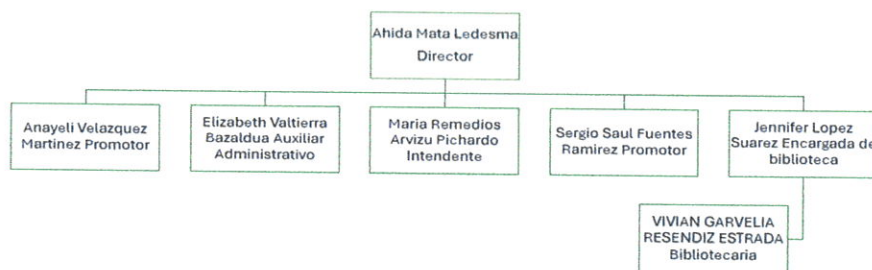 Ahida Mata Ledesma
Director
Anayeli Velazquez
Martinez Promotor
Elizabeth Valtierra
Bazaldua Auxiliar
Administrativo
Maria Remedios
Arvizu Pichardo
Intendente
Sergio Saul Fuentes
Ramirez Promotor
Jennifer Lopez
Suarez Encargada de
biblioteca
VIVIAN GARVELIA
RESENDIZ ESTRADA
Bibliotecaria